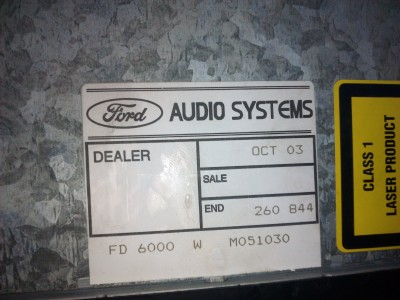 Ford AUDIO SYSTEMS
DEALER
OCT 03
SALE
END 260 844
FD 6000 W M051030
CLASS 1
LASER PRODUCT